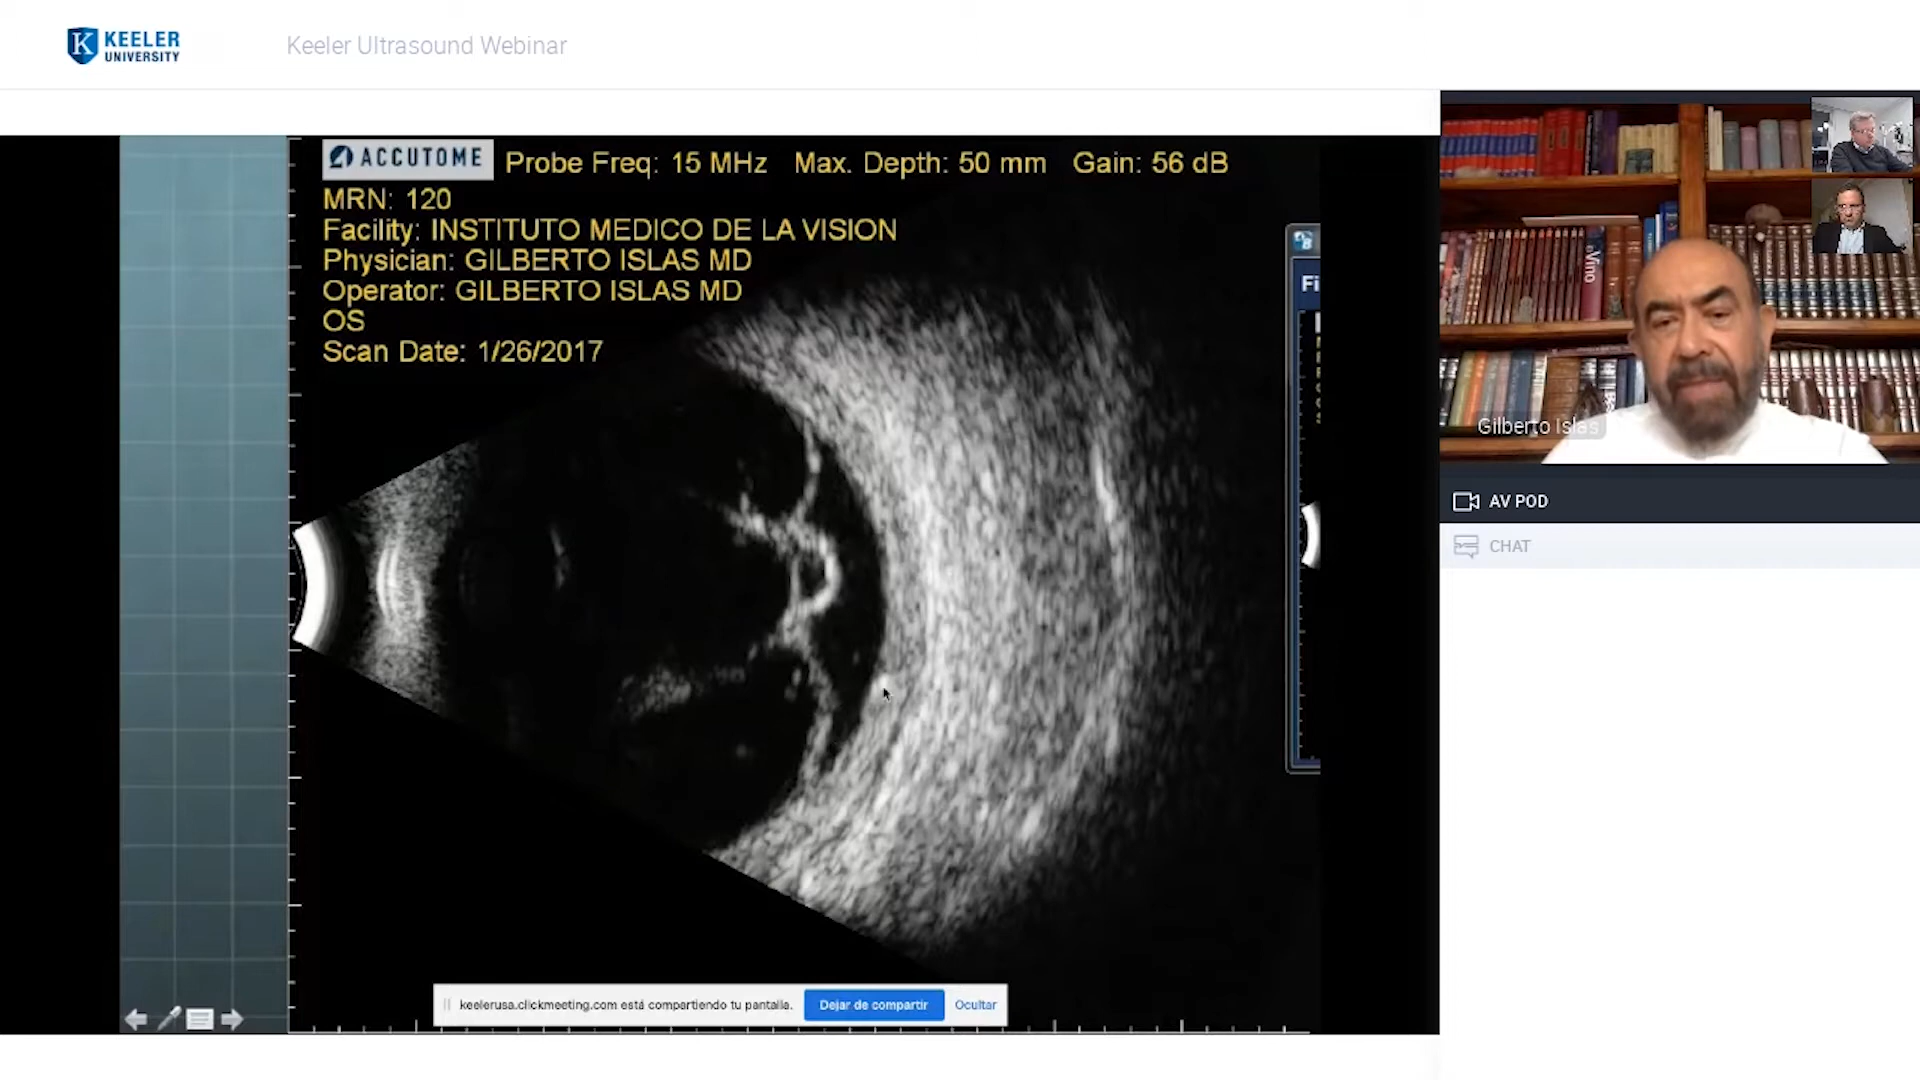 KEELER
UNIVERSITY
Keeler Ultrasound Webinar
ACCUTOME Probe Freq: 15 MHz Max. Depth: 50 mm Gain: 56 dB
MRN: 120
Facility: INSTITUTO MEDICO DE LA VISION
Physician: GILBERTO ISLAS MD
Operator: GILBERTO ISLAS MD
OS
Scan Date: 1/26/2017
Fi
Vino
Gilberto Islas
AV POD
CHAT
keelerusa.clickmeeting.com está compartiendo tu pantalla. Dejar de compartir Ocultar